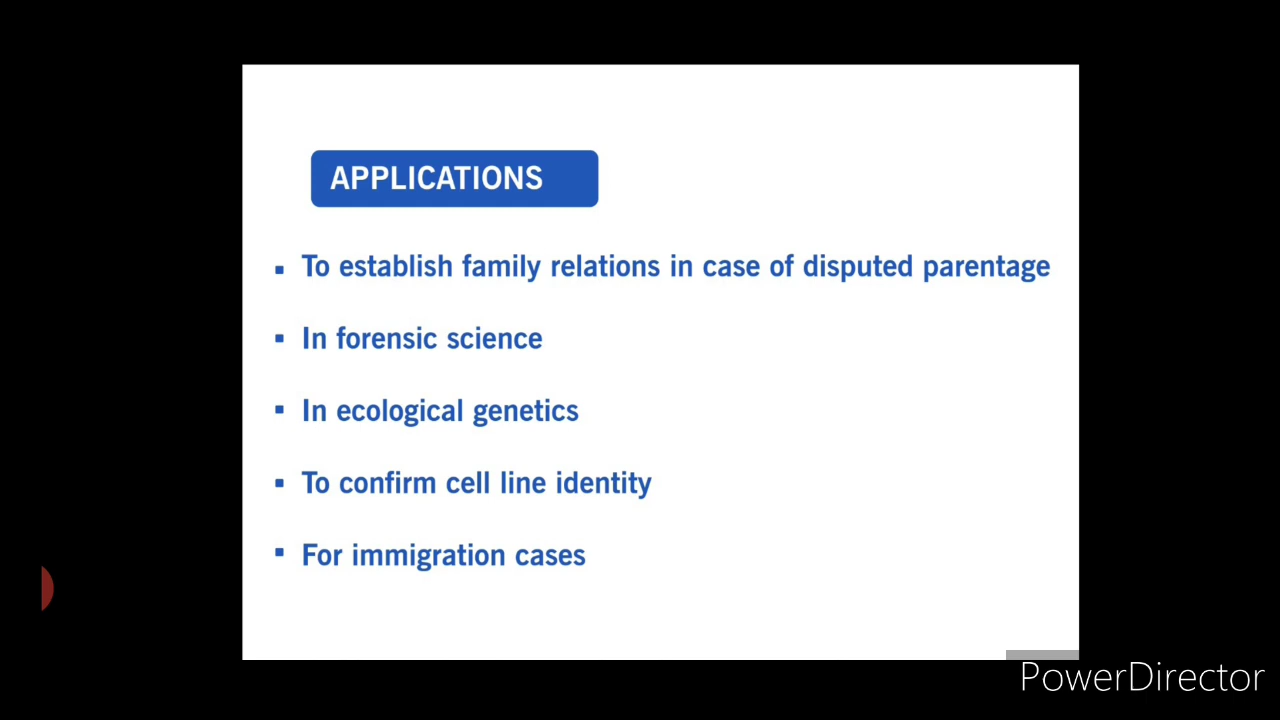 APPLICATIONS
▪ To establish family relations in case of disputed parentage
▪ In forensic science
▪ In ecological genetics
▪ To confirm cell line identity
▪ For immigration cases
PowerDirector